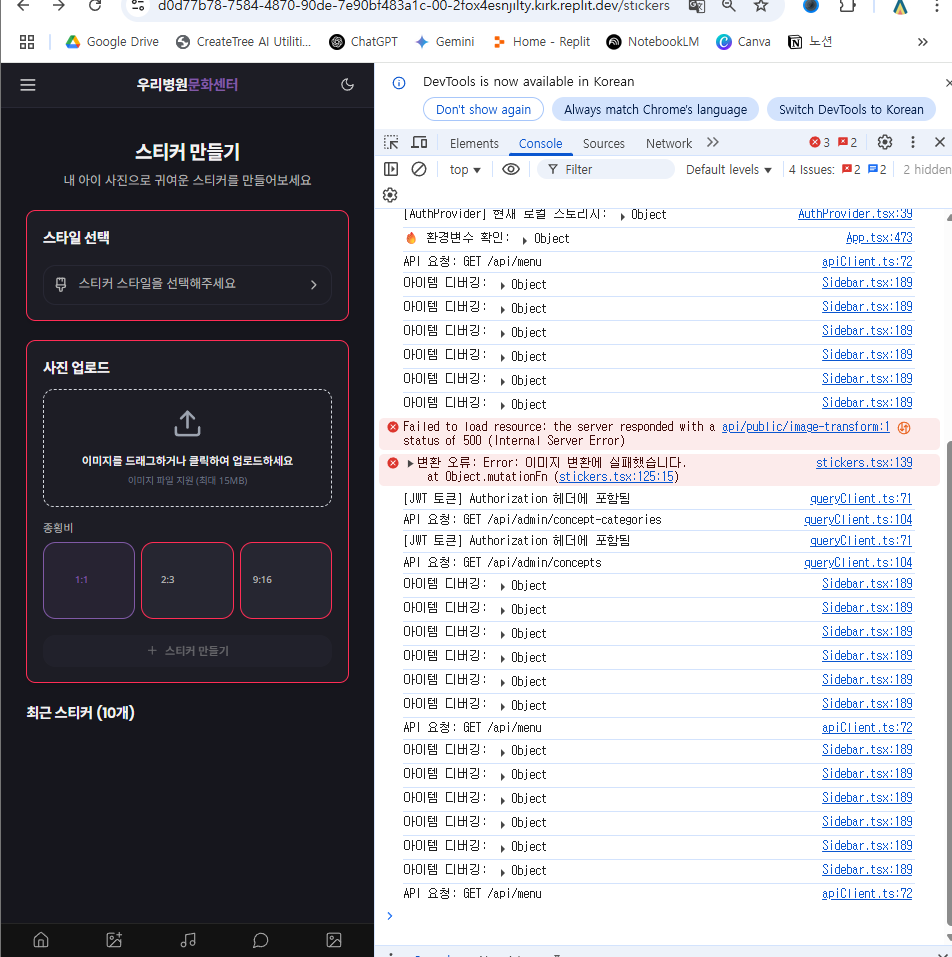 d0d77b78-7584-4870-90de-7e90bf483a1c-00-2fox4esnjilty.kirk.replit.dev/stickers
Google Drive
CreateTree AI Utiliti...
ChatGPT
Gemini
Home - Replit
NotebookLM
Canva
노션
우리병원문화센터
스티커 만들기
내 아이 사진으로 귀여운 스티커를 만들어보세요
스타일 선택
스티커 스타일을 선택해주세요
사진 업로드
이미지를 드래그하거나 클릭하여 업로드하세요
이미지 파일 지원 (최대 15MB)
종횡비
1:1
2:3
9:16
+ 스티커 만들기
최근 스티커 (10개)
DevTools is now available in Korean
Don't show again
Always match Chrome's language
Switch DevTools to Korean
Elements
Console
Sources
Network
3
2
top
Filter
Default levels
4 Issues:
2
2
2 hidden
[AuthProvider] 현재 로컬 스토리지: Object AuthProvider.tsx:39
환경변수 확인: Object App.tsx:473
API 요청: GET /api/menu apiClient.ts:72
아이템 디버깅: Object Sidebar.tsx:189
아이템 디버깅: Object Sidebar.tsx:189
아이템 디버깅: Object Sidebar.tsx:189
아이템 디버깅: Object Sidebar.tsx:189
아이템 디버깅: Object Sidebar.tsx:189
아이템 디버깅: Object Sidebar.tsx:189
Failed to load resource: the server responded with a api/public/image-transform:1
status of 500 (Internal Server Error)
변환 오류: Error: 이미지 변환에 실패했습니다. stickers.tsx:139
at Object.mutationFn (stickers.tsx:125:15)
[JWT 토큰] Authorization 헤더에 포함됨 queryClient.ts:71
API 요청: GET /api/admin/concept-categories queryClient.ts:104
[JWT 토큰] Authorization 헤더에 포함됨 queryClient.ts:71
API 요청: GET /api/admin/concepts queryClient.ts:104
아이템 디버깅: Object Sidebar.tsx:189
아이템 디버깅: Object Sidebar.tsx:189
아이템 디버깅: Object Sidebar.tsx:189
아이템 디버깅: Object Sidebar.tsx:189
아이템 디버깅: Object Sidebar.tsx:189
아이템 디버깅: Object Sidebar.tsx:189
API 요청: GET /api/menu apiClient.ts:72
아이템 디버깅: Object Sidebar.tsx:189
아이템 디버깅: Object Sidebar.tsx:189
아이템 디버깅: Object Sidebar.tsx:189
아이템 디버깅: Object Sidebar.tsx:189
아이템 디버깅: Object Sidebar.tsx:189
아이템 디버깅: Object Sidebar.tsx:189
API 요청: GET /api/menu apiClient.ts:72